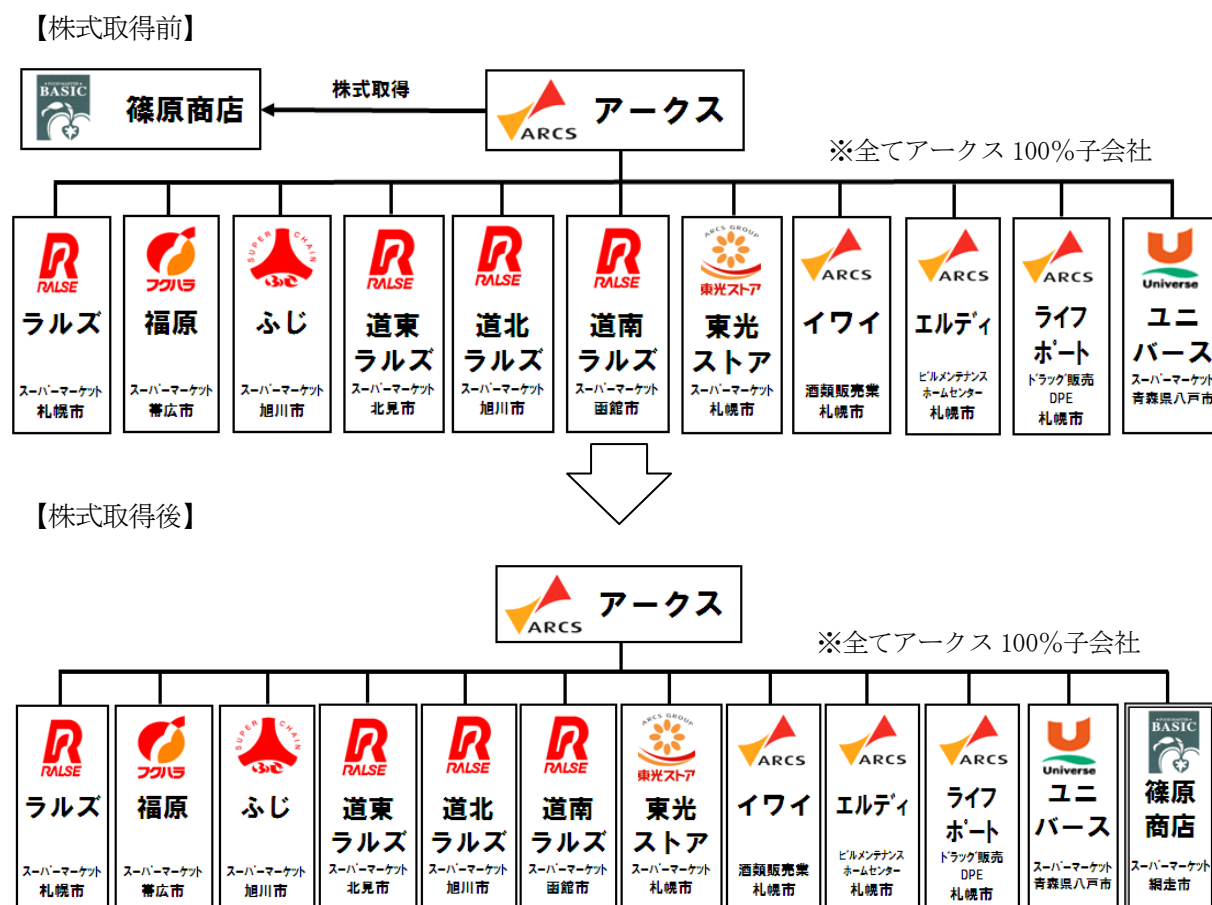 【株式取得前】
BASIC
篠原商店
株式取得
ARCS
アークス
※全てアークス 100％子会社
RALSE
ラルズ
スーパーマーケット
札幌市
フクハラ
福原
スーパーマーケット
帯広市
SUPER CHAIN
ふじ
ふじ
スーパーマーケット
旭川市
RALSE
道東
ラルズ
スーパーマーケット
北見市
RALSE
道北
ラルズ
スーパーマーケット
旭川市
RALSE
道南
ラルズ
スーパーマーケット
函館市
ARCS GROUP
東光ストア
東光
ストア
スーパーマーケット
札幌市
ARCS
イワイ
酒類販売業
札幌市
ARCS
エルディ
ビルメンテナンス
ホームセンター
札幌市
ARCS
ライフ
ポート
ドラッグ販売
DPE
札幌市
Universe
ユニ
バース
スーパーマーケット
青森県八戸市
【株式取得後】
ARCS
アークス
※全てアークス 100％子会社
RALSE
ラルズ
スーパーマーケット
札幌市
フクハラ
福原
スーパーマーケット
帯広市
SUPER CHAIN
ふじ
ふじ
スーパーマーケット
旭川市
RALSE
道東
ラルズ
スーパーマーケット
北見市
RALSE
道北
ラルズ
スーパーマーケット
旭川市
RALSE
道南
ラルズ
スーパーマーケット
函館市
ARCS GROUP
東光ストア
東光
ストア
スーパーマーケット
札幌市
ARCS
イワイ
酒類販売業
札幌市
ARCS
エルディ
ビルメンテナンス
ホームセンター
札幌市
ARCS
ライフ
ポート
ドラッグ販売
DPE
札幌市
Universe
ユニ
バース
スーパーマーケット
青森県八戸市
BASIC
篠原
商店
スーパーマーケット
網走市